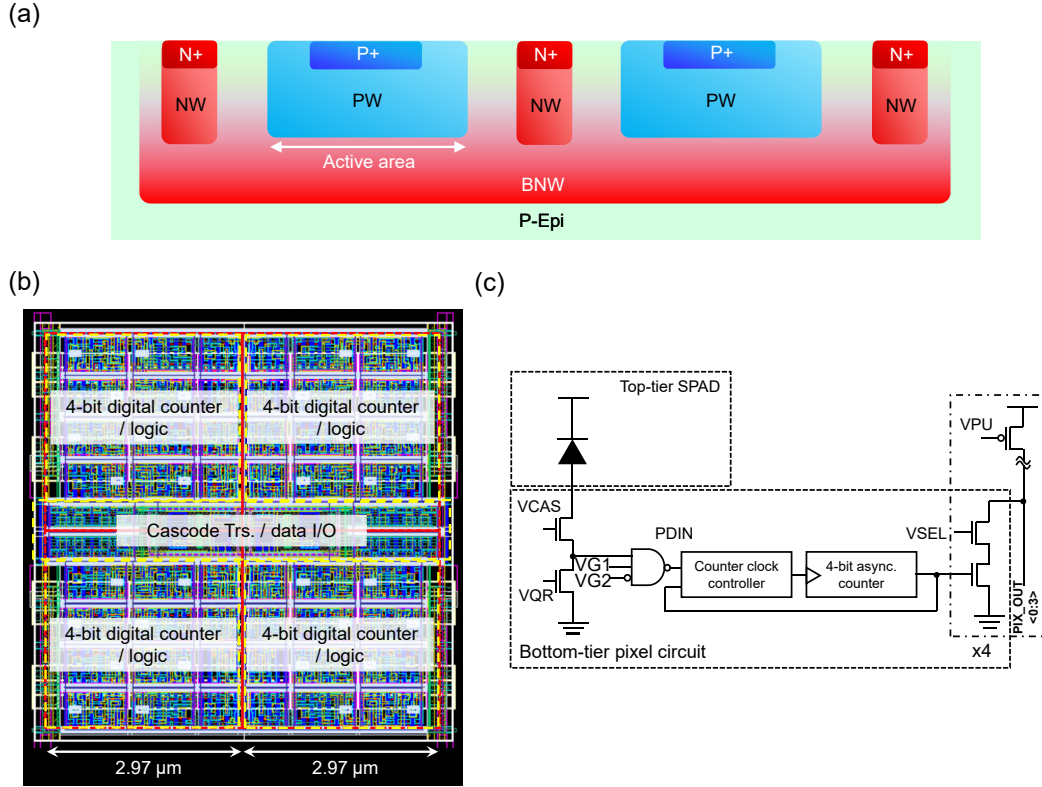 (a)
N+
P+
N+
P+
N+
NW
PW
NW
PW
NW
Active area
BNW
P-Epi
(b)
4-bit digital counter
/ logic
4-bit digital counter
/ logic
Cascode Trs. / data I/O
4-bit digital counter
/ logic
4-bit digital counter
/ logic
2.97 µm
2.97 µm
(c)
Top-tier SPAD
VPU
VCAS
PDIN
VSEL
VG1
VG2
Counter clock
controller
4-bit async.
counter
VQR
PIX_OUT
<0:3>
Bottom-tier pixel circuit
x4